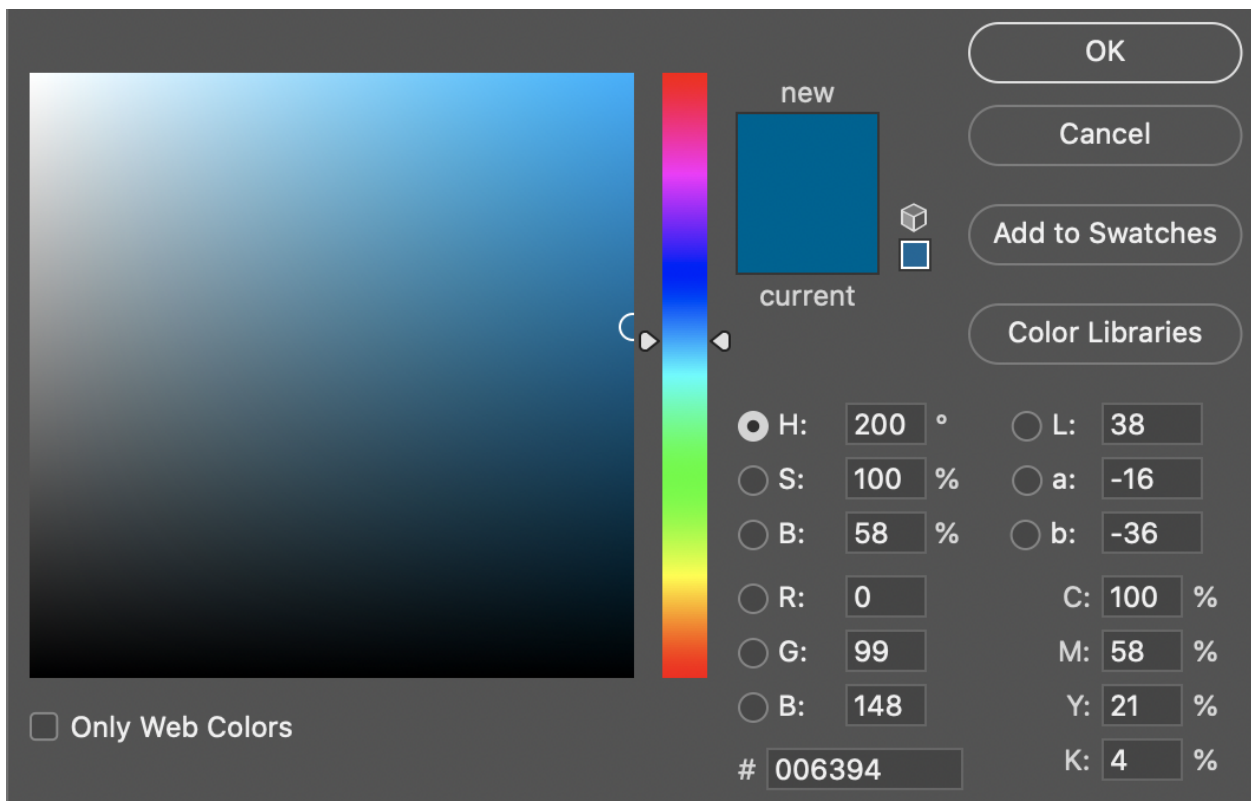 OK
new
Cancel
Add to Swatches
current
Color Libraries
H: 200 ° L: 38
S: 100 % a: -16
B: 58 % b: -36
R: 0 C: 100 %
G: 99 M: 58 %
B: 148 Y: 21 %
Only Web Colors
# 006394 K: 4 %